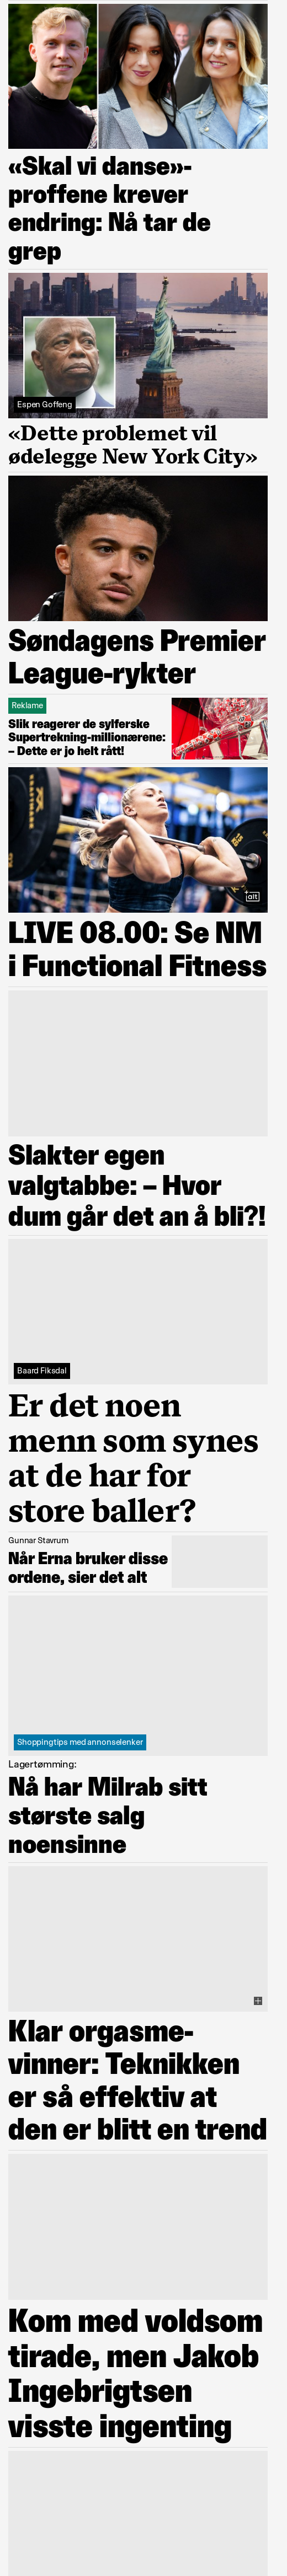 «Skal vi danse»-
proffene krever
endring: Nå tar de
grep
Espen Goffeng
«Dette problemet vil
ødelegge New York City»
Søndagens Premier
League-rykter
Reklame
Slik reagerer de sylferske
Supertrekning-millionærene:
– Dette er jo helt rått!
alt
LIVE 08.00: Se NM
i Functional Fitness
Slakter egen
valgtabbe: – Hvor
dum går det an å bli?!
Baard Fiksdal
Er det noen
menn som synes
at de har for
store baller?
Gunnar Stavrum
Når Erna bruker disse
ordene, sier det alt
Shoppingtips med annonselenker
Lagertømming:
Nå har Milrab sitt
største salg
noensinne
Klar orgasme-
vinner: Teknikken
er så effektiv at
den er blitt en trend
Kom med voldsom
tirade, men Jakob
Ingebrigtsen
visste ingenting